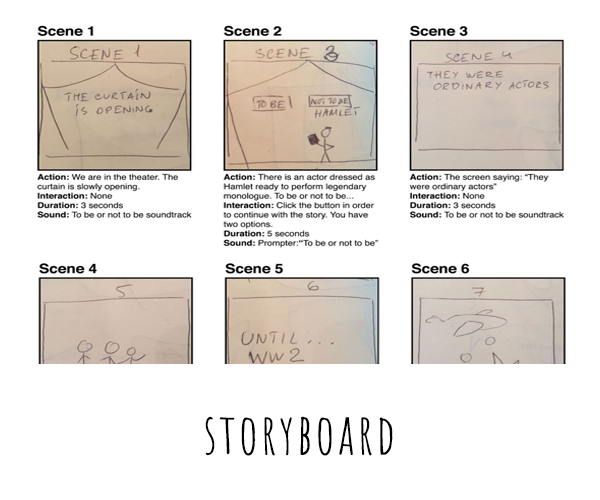 Scene 1
SCENE 1
THE CURTAIN
IS OPENING
Action: We are in the theater. The
curtain is slowly opening.
Interaction: None
Duration: 3 seconds
Sound: To be or not to be soundtrack
Scene 2
SCENE 3
TO BE
NOT TO BE
HAMLET
Action: There is an actor dressed as
Hamlet ready to perform legendary
monologue. To be or not to be...
Interaction: Click the button in order
to continue with the story. You have
two options.
Duration: 5 seconds
Sound: Prompter:“To be or not to be”
Scene 3
SCENE 4
THEY WERE
ORDINARY ACTORS
Action: The screen saying: “They
were ordinary actors”
Interaction: None
Duration: 3 seconds
Sound: To be or not to be soundtrack
Scene 4
5
Scene 5
6
UNTIL...
WW2
Scene 6
7
STORYBOARD